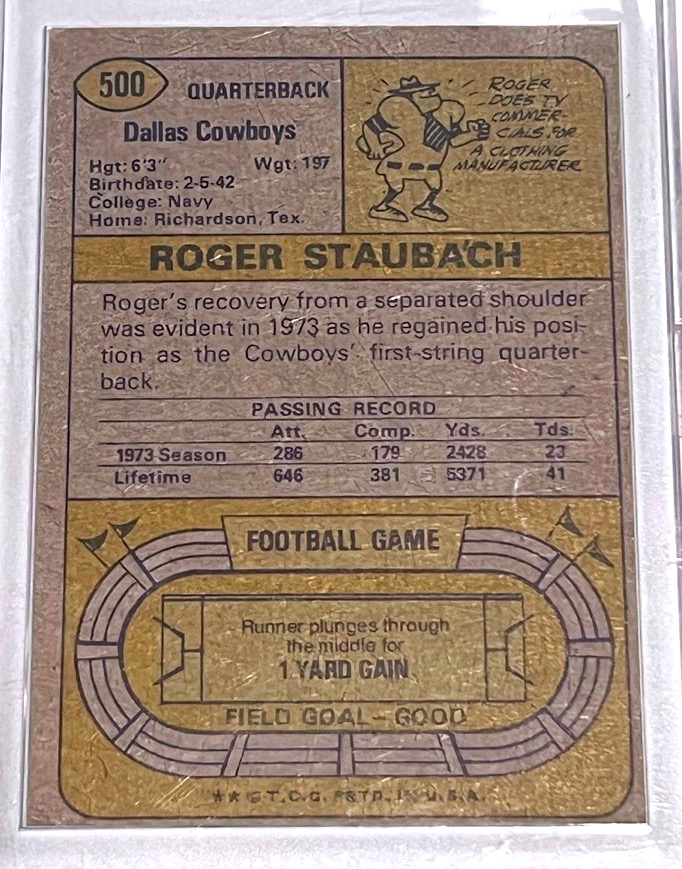 500
QUARTERBACK
Dallas Cowboys
Hgt: 6'3" Wgt: 197
Birthdate: 2-5-42
College: Navy
Home: Richardson, Tex.
ROGER
DOES TV
COMMER-
CIALS FOR
A CLOTHING
MANUFACTURER
ROGER STAUBACH
Roger's recovery from a separated shoulder
was evident in 1973 as he regained his posi-
tion as the Cowboys' first-string quarter-
back.
PASSING RECORD
Att. Comp. Yds. Tds.
1973 Season 286 179 2428 23
Lifetime 646 381 5371 41
FOOTBALL GAME
Runner plunges through
the middle for
1 YARD GAIN
FIELD GOAL - GOOD
★★ © T.C.G. PRTD. IN U.S.A.